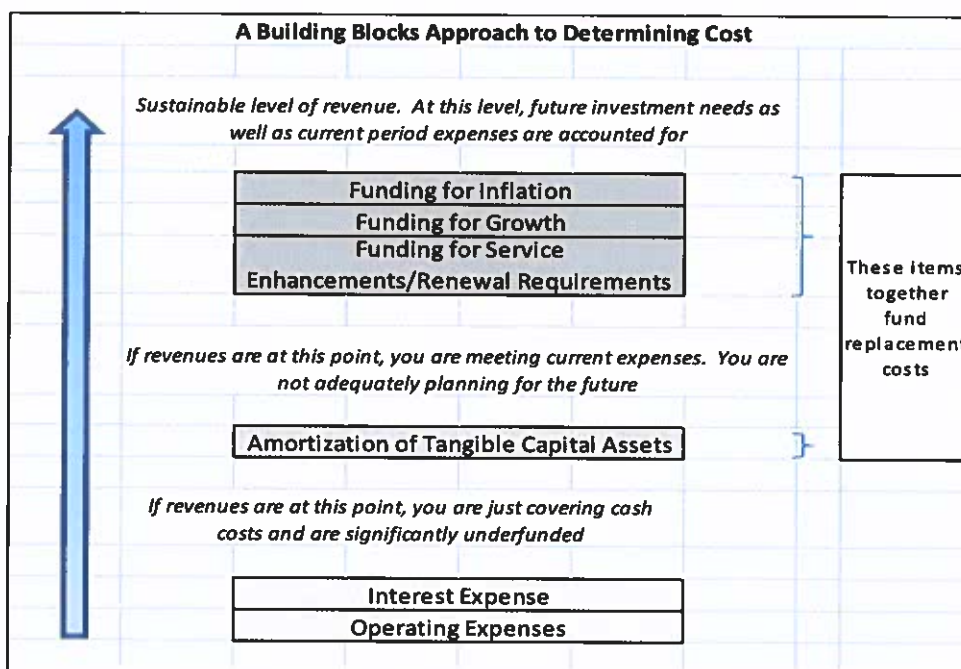 A Building Blocks Approach to Determining Cost
Sustainable level of revenue. At this level, future investment needs as
well as current period expenses are accounted for
Funding for Inflation
Funding for Growth
Funding for Service
Enhancements/Renewal Requirements
These items
together
fund
replacement
costs
If revenues are at this point, you are meeting current expenses. You are
not adequately planning for the future
Amortization of Tangible Capital Assets
If revenues are at this point, you are just covering cash
costs and are significantly underfunded
Interest Expense
Operating Expenses